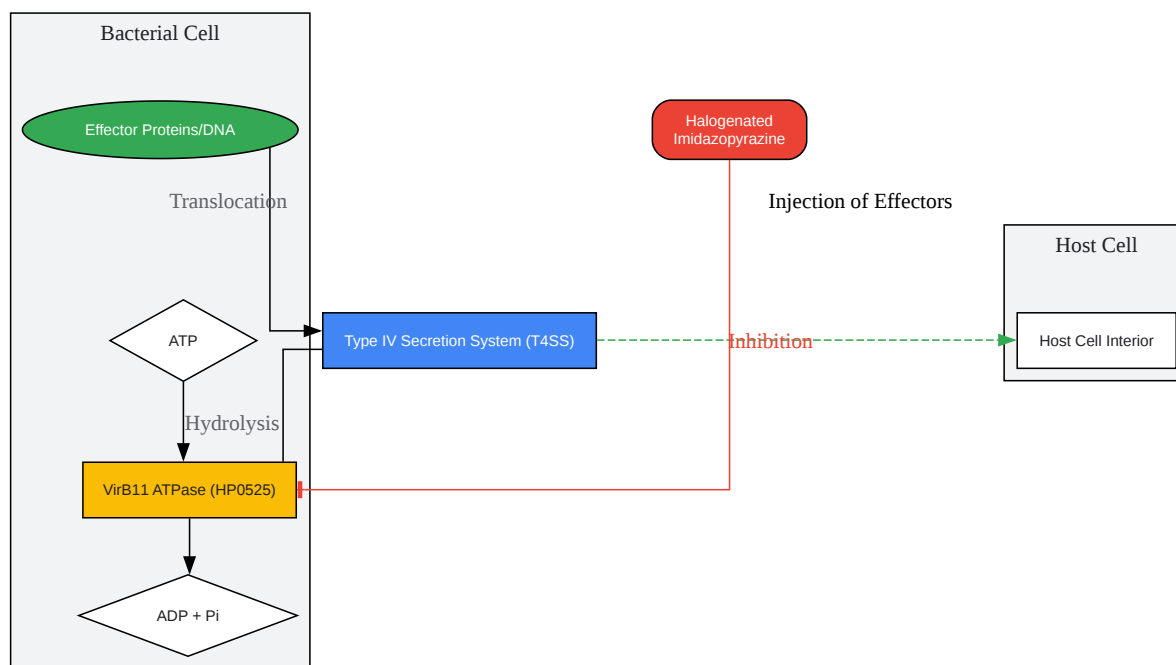 Bacterial Cell
Effector Proteins/DNA
Halogenated
Imidazopyrazine
Translocation
Injection of Effectors
Host Cell
ATP
Type IV Secretion System (T4SS)
Inhibition
Host Cell Interior
Hydrolysis
VirB11 ATPase (HP0525)
ADP + Pi